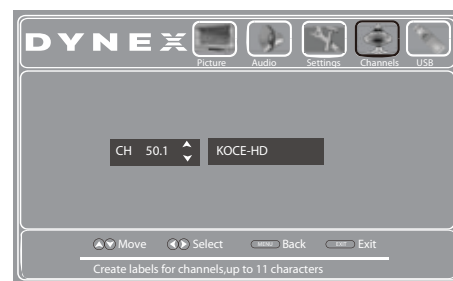 DYNEX
Picture Audio Settings Channels USB
CH 50.1 KOCE-HD
Move Select MENU Back EXIT Exit
Create labels for channels,up to 11 characters